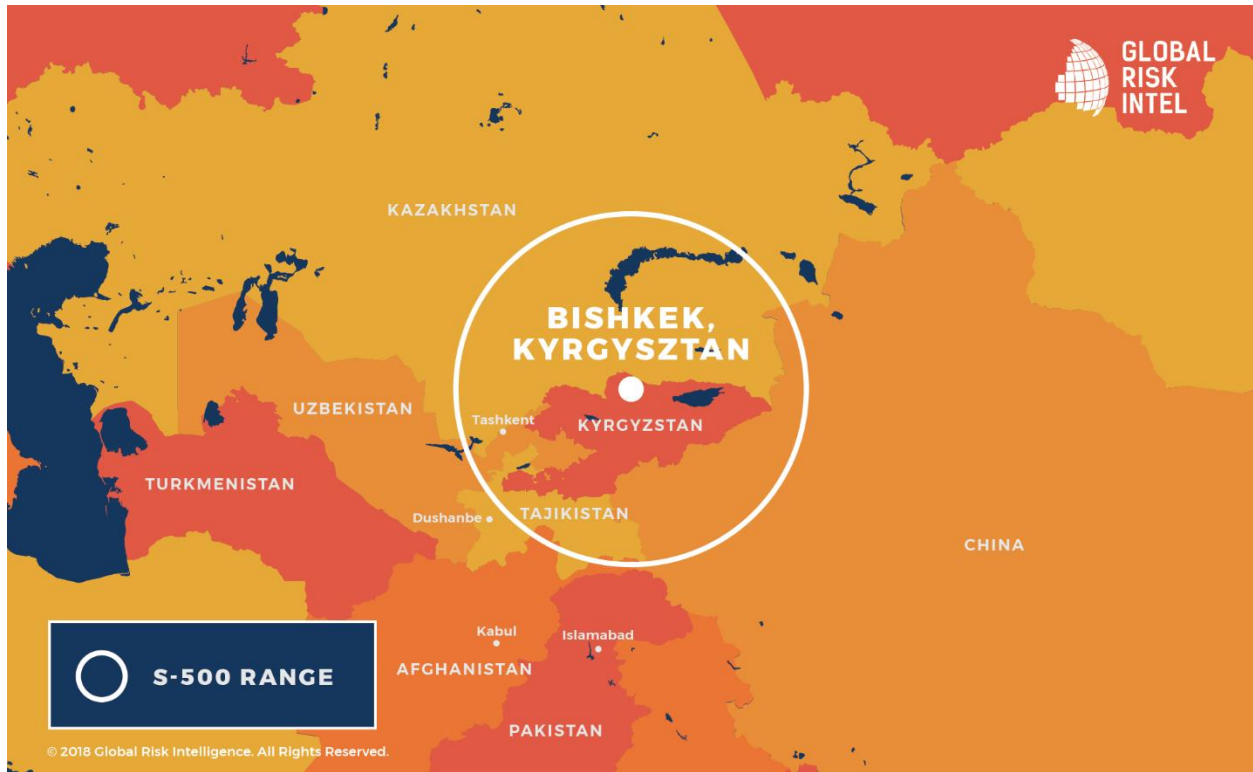 GLOBAL
RISK
INTEL
KAZAKHSTAN
BISHKEK,
KYRGYSZTAN
UZBEKISTAN
Tashkent
KYRGYZSTAN
TURKMENISTAN
Dushanbe
TAJIKISTAN
CHINA
Kabul
Islamabad
AFGHANISTAN
S-500 RANGE
PAKISTAN
© 2018 Global Risk Intelligence. All Rights Reserved.